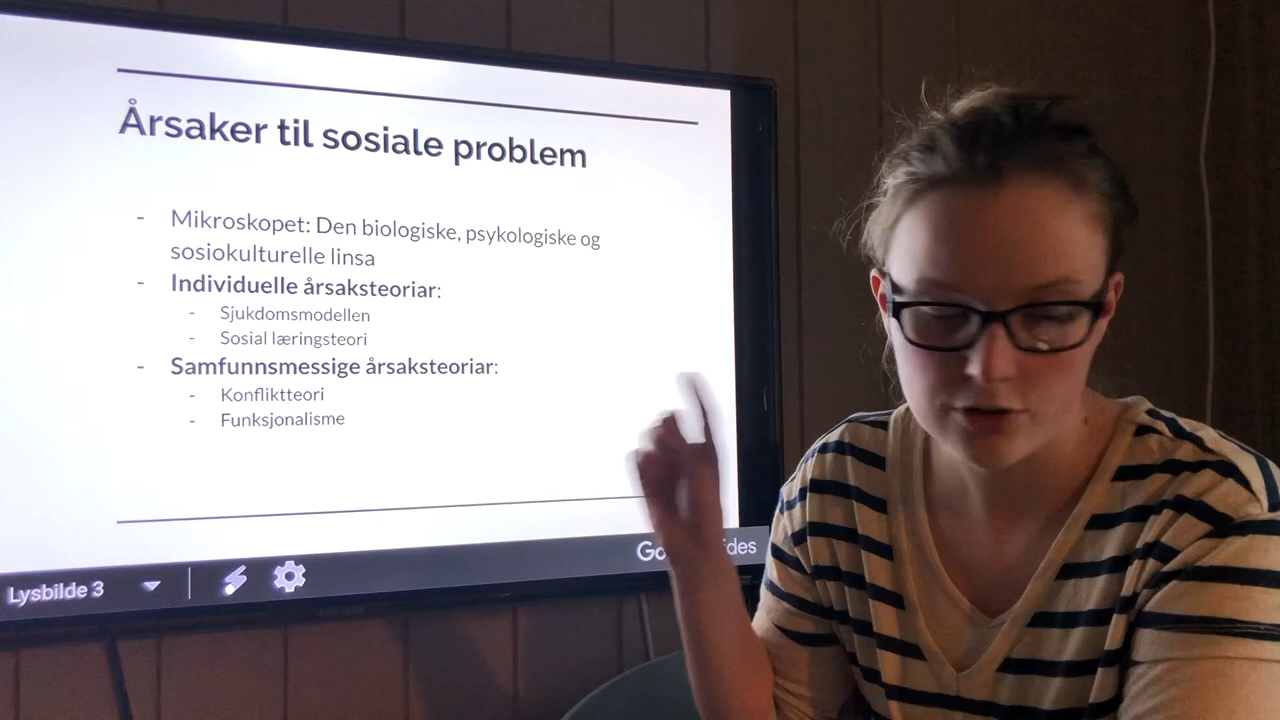 Årsaker til sosiale problem
- Mikroskopet: Den biologiske, psykologiske og
sosiokulturelle linsa
- Individuelle årsaksteoriar:
- Sjukdomsmodellen
- Sosial læringsteori
- Samfunnsmessige årsaksteoriar:
- Konfliktteori
- Funksjonalisme
Lysbilde 3